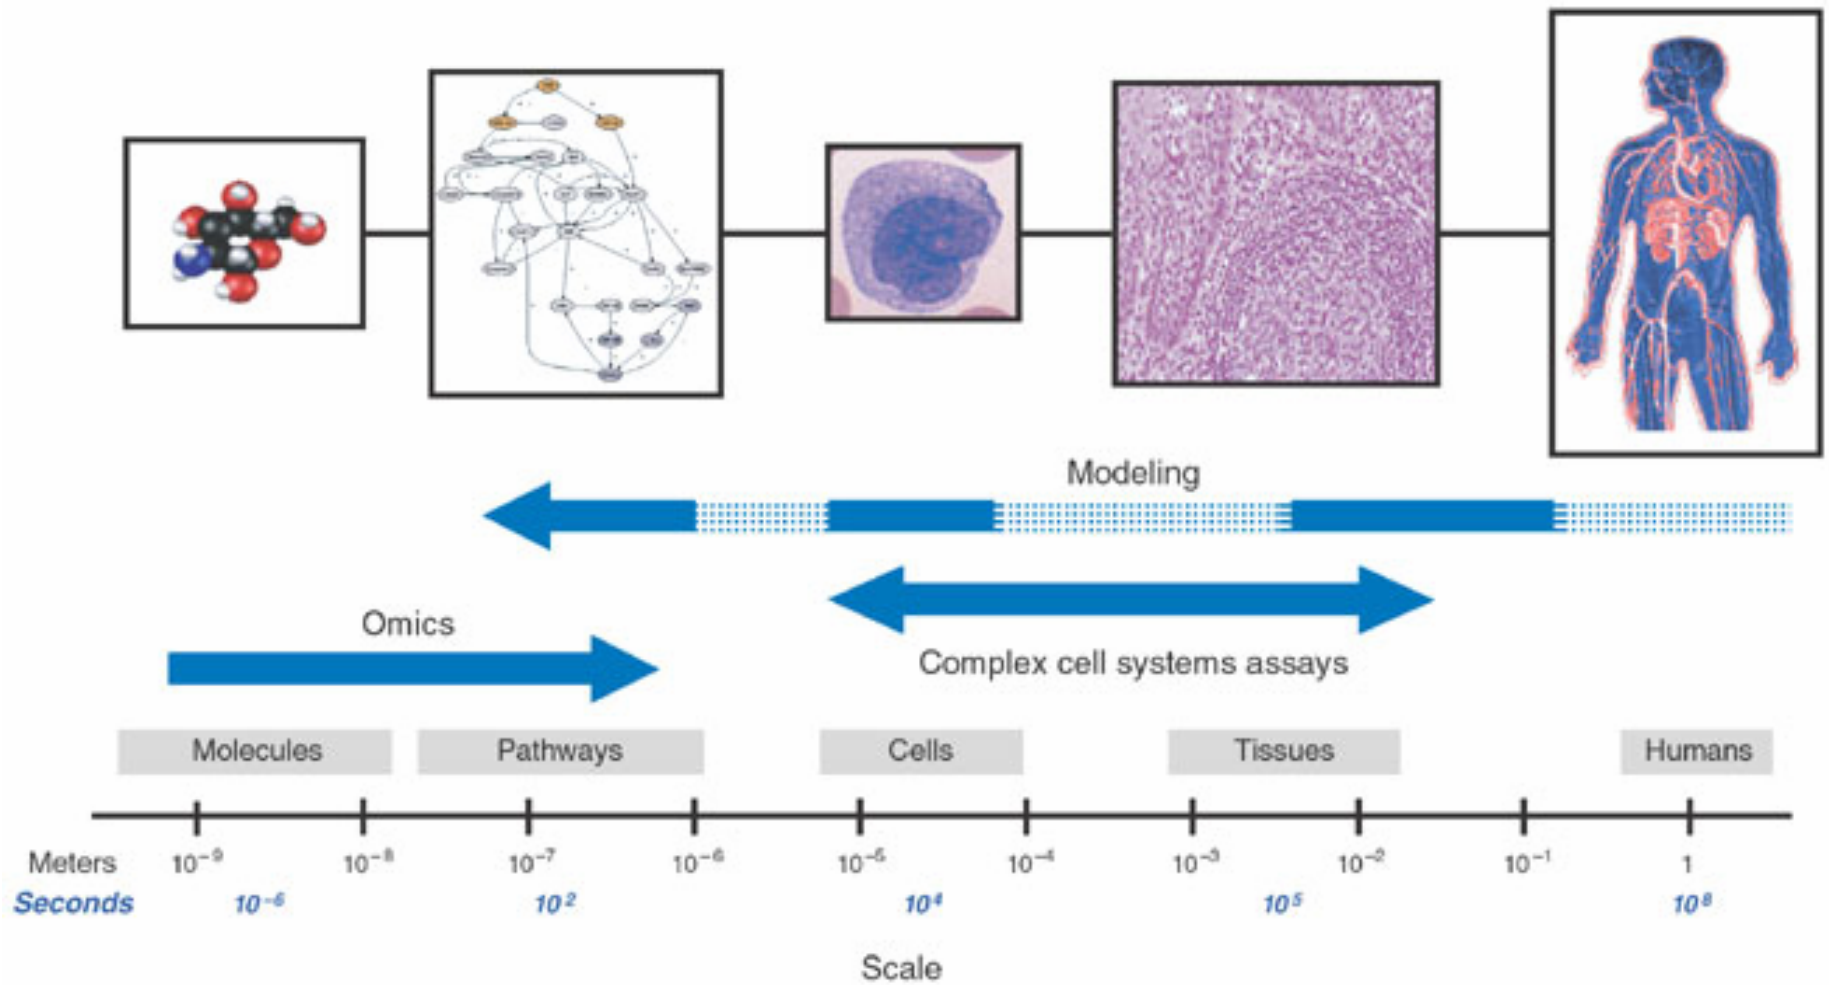 Modeling
Omics
Complex cell systems assays
Molecules Pathways Cells Tissues Humans
Meters 10⁻⁹ 10⁻⁸ 10⁻⁷ 10⁻⁶ 10⁻⁵ 10⁻⁴ 10⁻³ 10⁻² 10⁻¹ 1
Seconds 10⁻⁶ 10² 10⁴ 10⁵ 10⁸
Scale